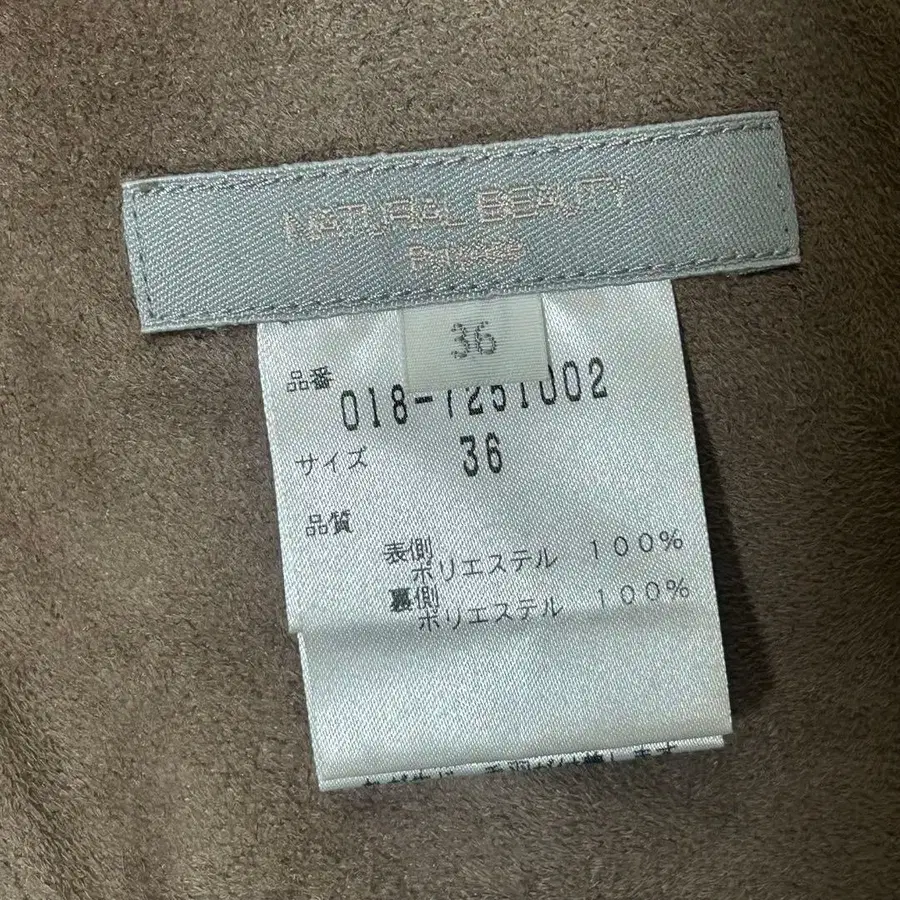 NATURAL BEAUTY
36
品番
018-7251002
サイズ 36
品質
表側
ポリエステル 100%
裏側
ポリエステル 100%